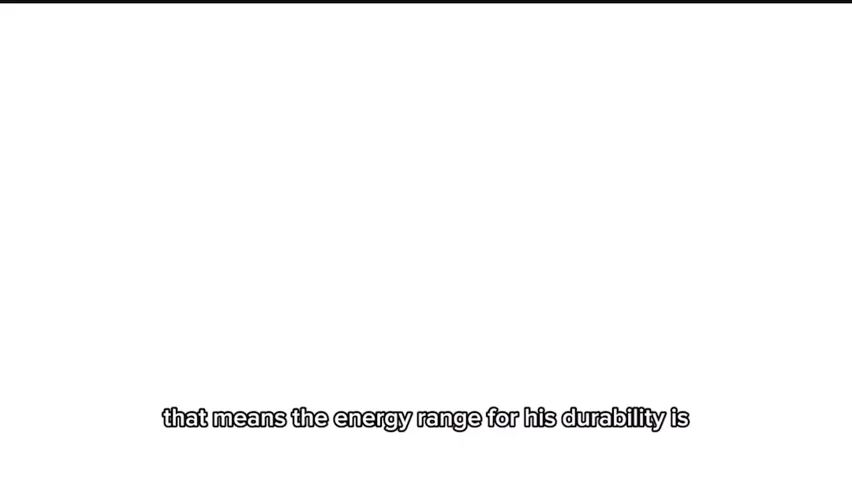 that means the energy range for his durability is